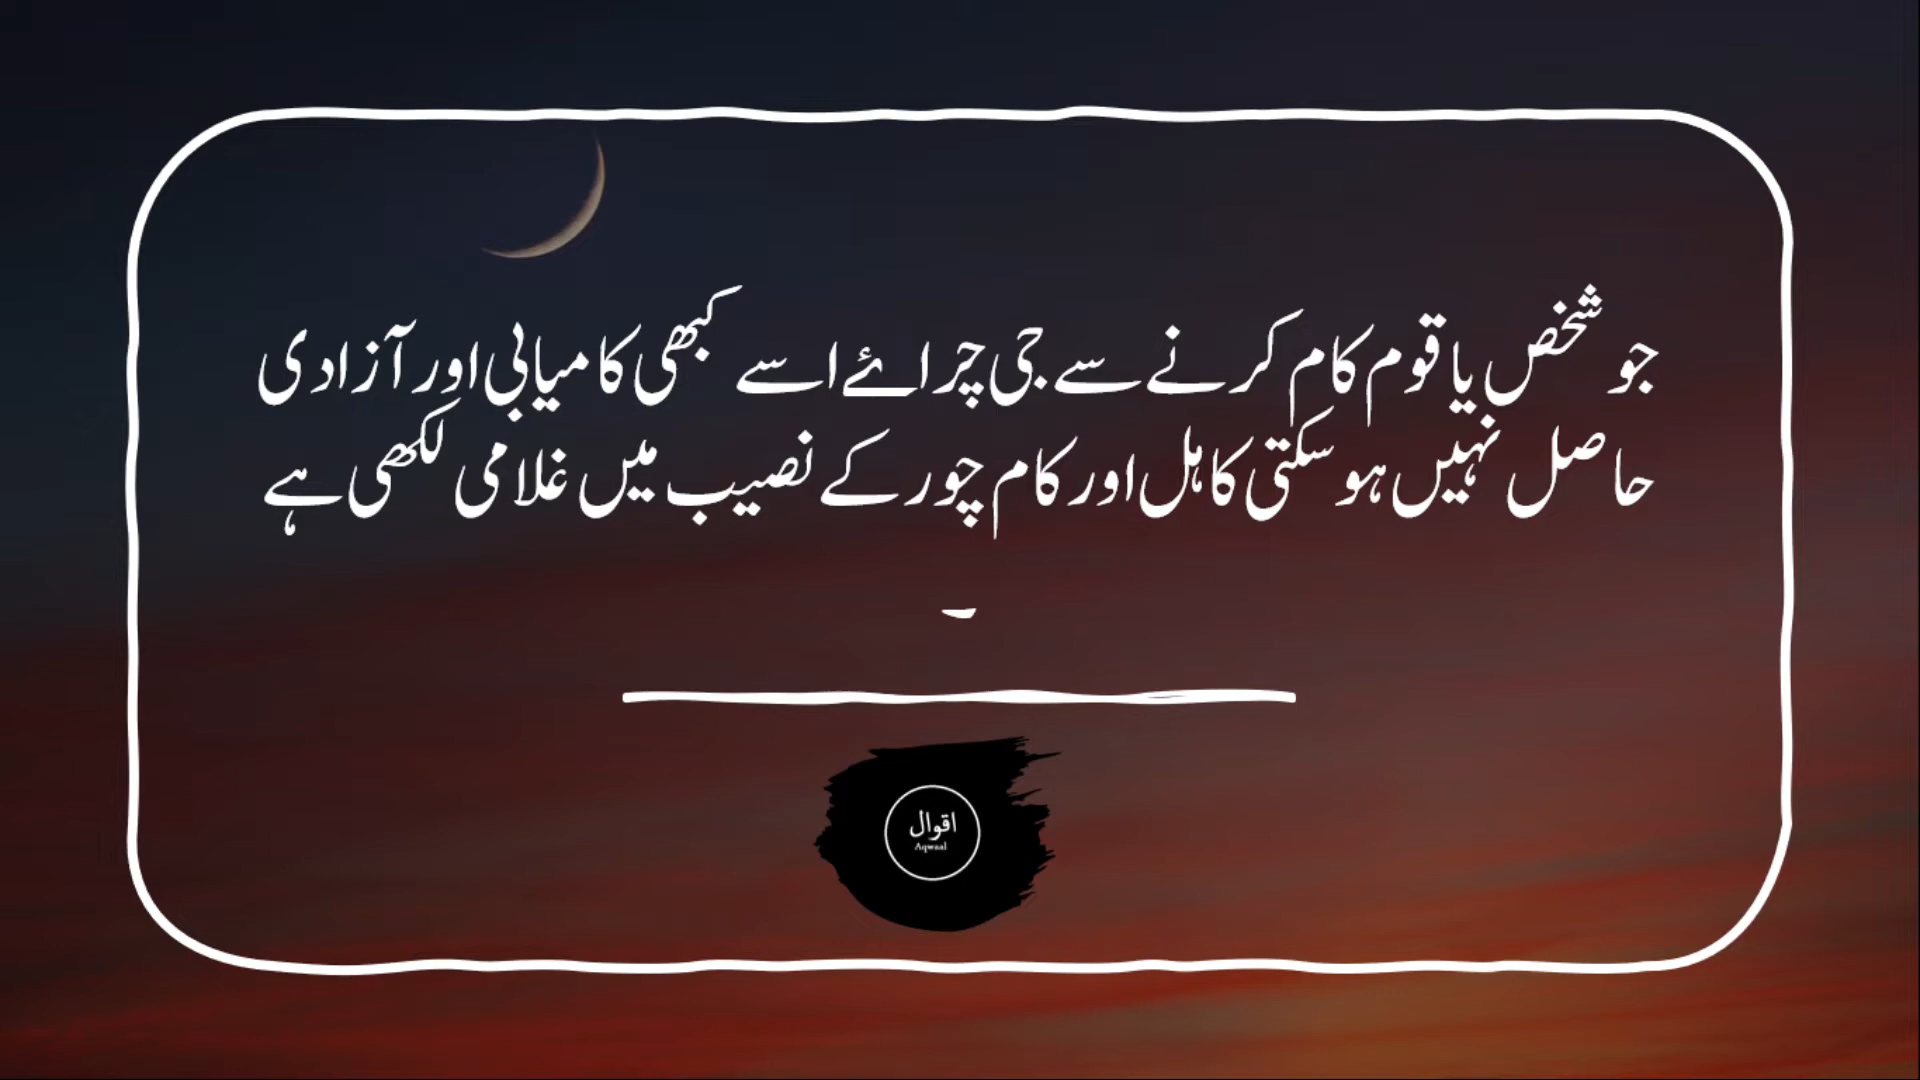 جو شخص یا قوم کام کرنے سے جی چرائے اسے کبھی کامیابی اور آزادی
حاصل نہیں ہو سکتی کاہل اور کام چور کے نصیب میں غلامی لکھی ہے
۔
اقوال
Aqwaal